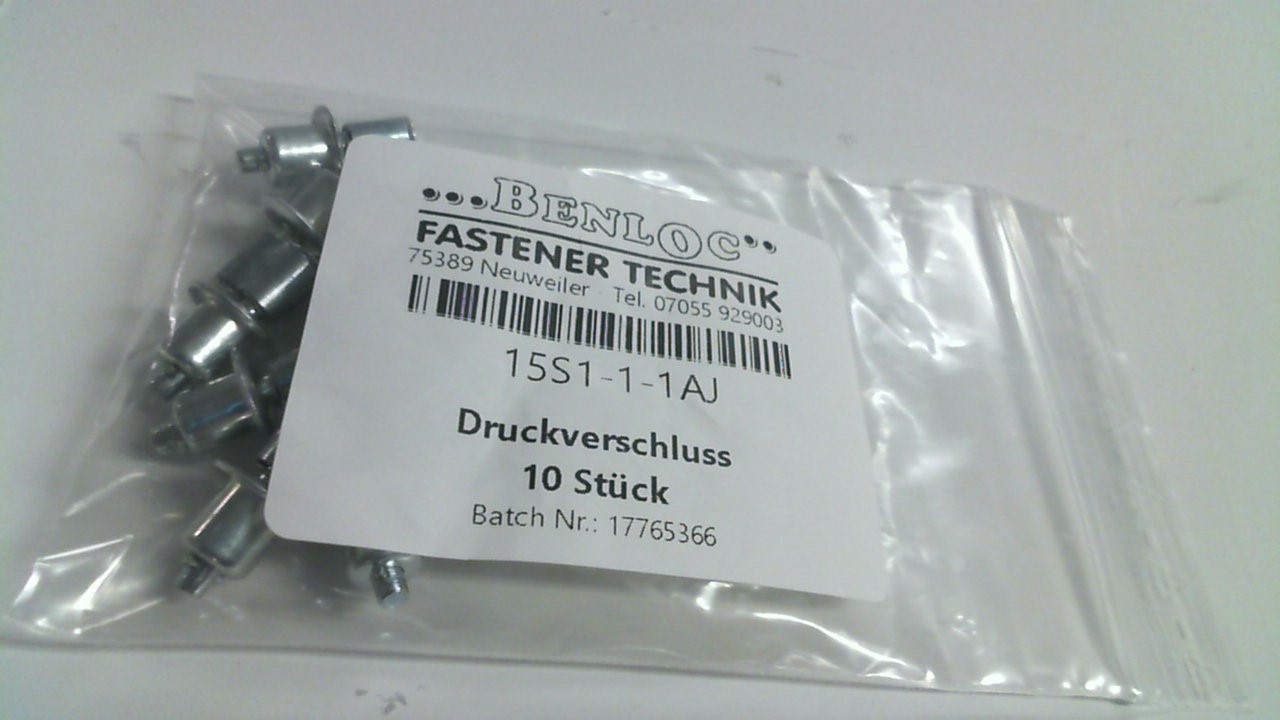 ...BENLOC..
FASTENER TECHNIK
75389 Neuweiler - Tel. 07055 929003
15S1-1-1AJ
Druckverschluss
10 Stück
Batch Nr.: 17765366